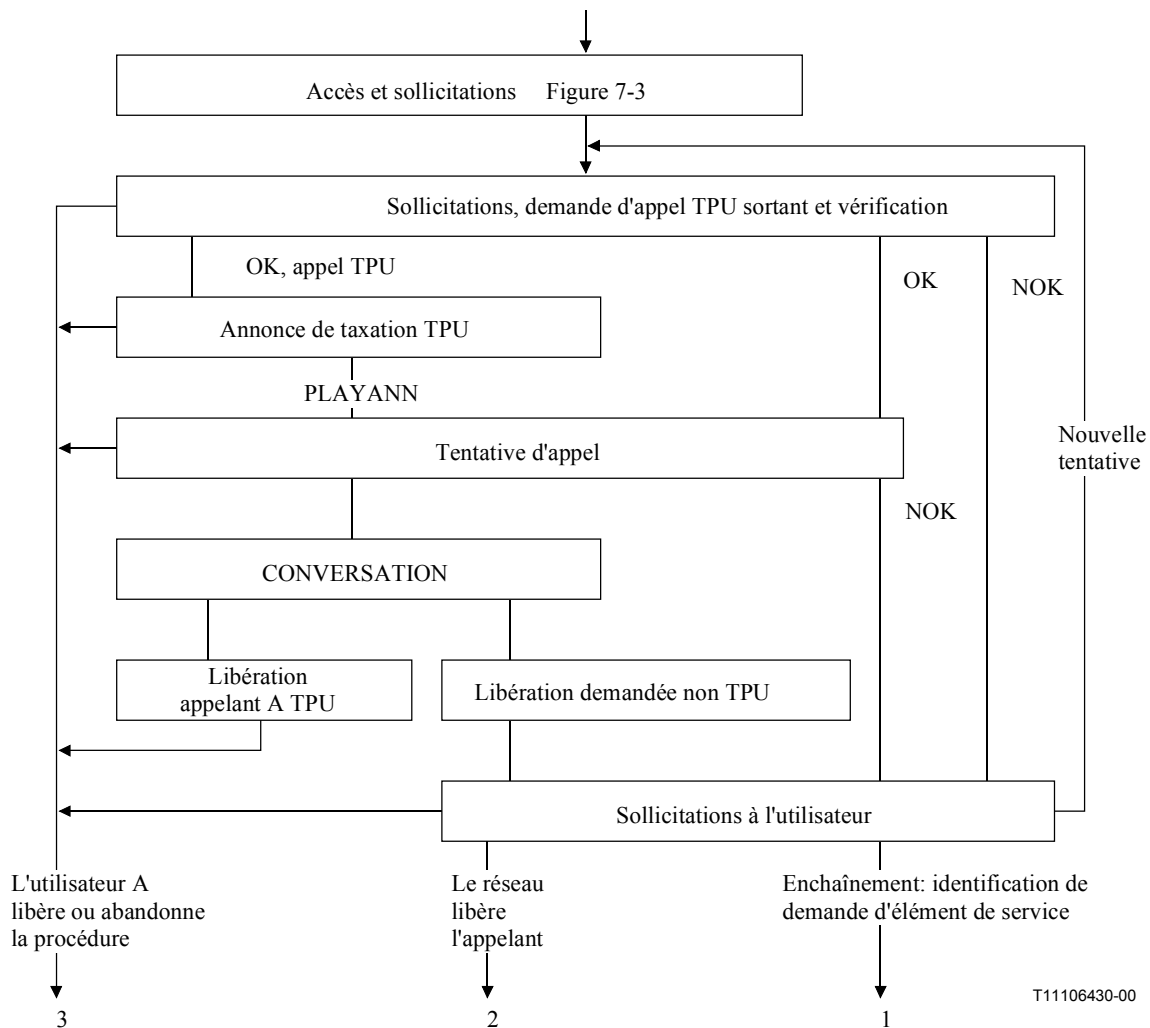 Accès et sollicitations Figure 7-3
Sollicitations, demande d'appel TPU sortant et vérification
OK, appel TPU
OK
NOK
Annonce de taxation TPU
PLAYANN
Tentative d'appel
Nouvelle
tentative
NOK
CONVERSATION
Libération
appelant A TPU
Libération demandée non TPU
Sollicitations à l'utilisateur
L'utilisateur A
libère ou abandonne
la procédure
Le réseau
libère
l'appelant
Enchaînement: identification de
demande d'élément de service
T11106430-00
3
2
1